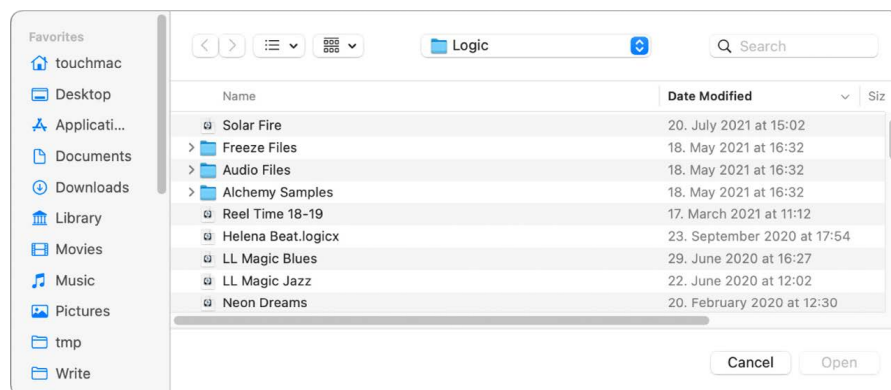 Favorites
touchmac
Desktop
Applicati...
Documents
Downloads
Library
Movies
Music
Pictures
tmp
Write
Logic
Search
Name Date Modified Siz
Solar Fire 20. July 2021 at 15:02
Freeze Files 18. May 2021 at 16:32
Audio Files 18. May 2021 at 16:32
Alchemy Samples 18. May 2021 at 16:32
Reel Time 18-19 17. March 2021 at 11:12
Helena Beat.logicx 23. September 2020 at 17:54
LL Magic Blues 29. June 2020 at 16:27
LL Magic Jazz 22. June 2020 at 12:02
Neon Dreams 20. February 2020 at 12:30
Cancel Open